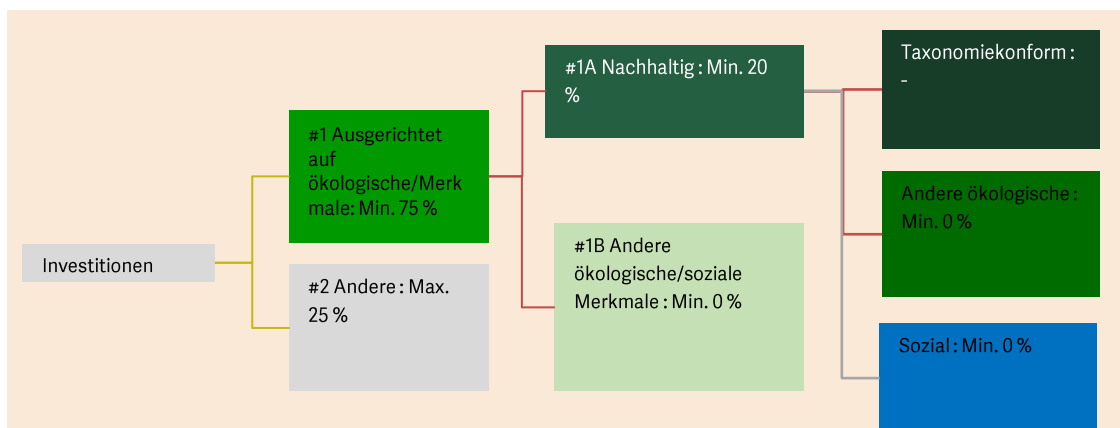 Investitionen
#1 Ausgerichtet
auf
ökologische/Merk
male: Min. 75 %
#2 Andere : Max.
25 %
#1A Nachhaltig : Min. 20
%
#1B Andere
ökologische/soziale
Merkmale : Min. 0 %
Taxonomiekonform :
-
Andere ökologische :
Min. 0 %
Sozial : Min. 0 %